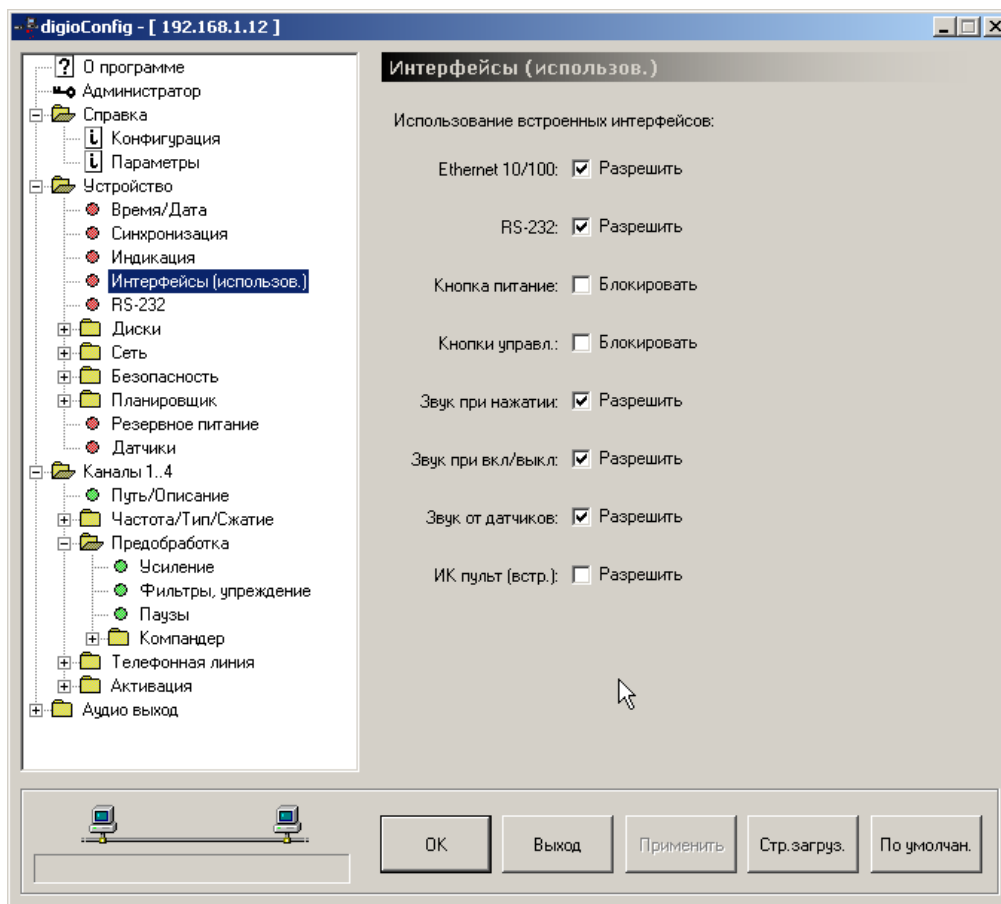 digioConfig - [ 192.168.1.12 ]
? О программе
Администратор
Справка
i Конфигурация
i Параметры
Устройство
Время/Дата
Синхронизация
Индикация
Интерфейсы (использов.)
RS-232
Диски
Сеть
Безопасность
Планировщик
Резервное питание
Датчики
Каналы 1..4
Путь/Описание
Частота/Тип/Сжатие
Предобработка
Усиление
Фильтры, упреждение
Паузы
Компандер
Телефонная линия
Активация
Аудио выход
Интерфейсы (использов.)
Использование встроенных интерфейсов:
Ethernet 10/100: Разрешить
RS-232: Разрешить
Кнопка питание: Блокировать
Кнопки управл.: Блокировать
Звук при нажатии: Разрешить
Звук при вкл/выкл: Разрешить
Звук от датчиков: Разрешить
ИК пульт (встр.): Разрешить
OK Выход Применить Стр.загруз. По умолчан.